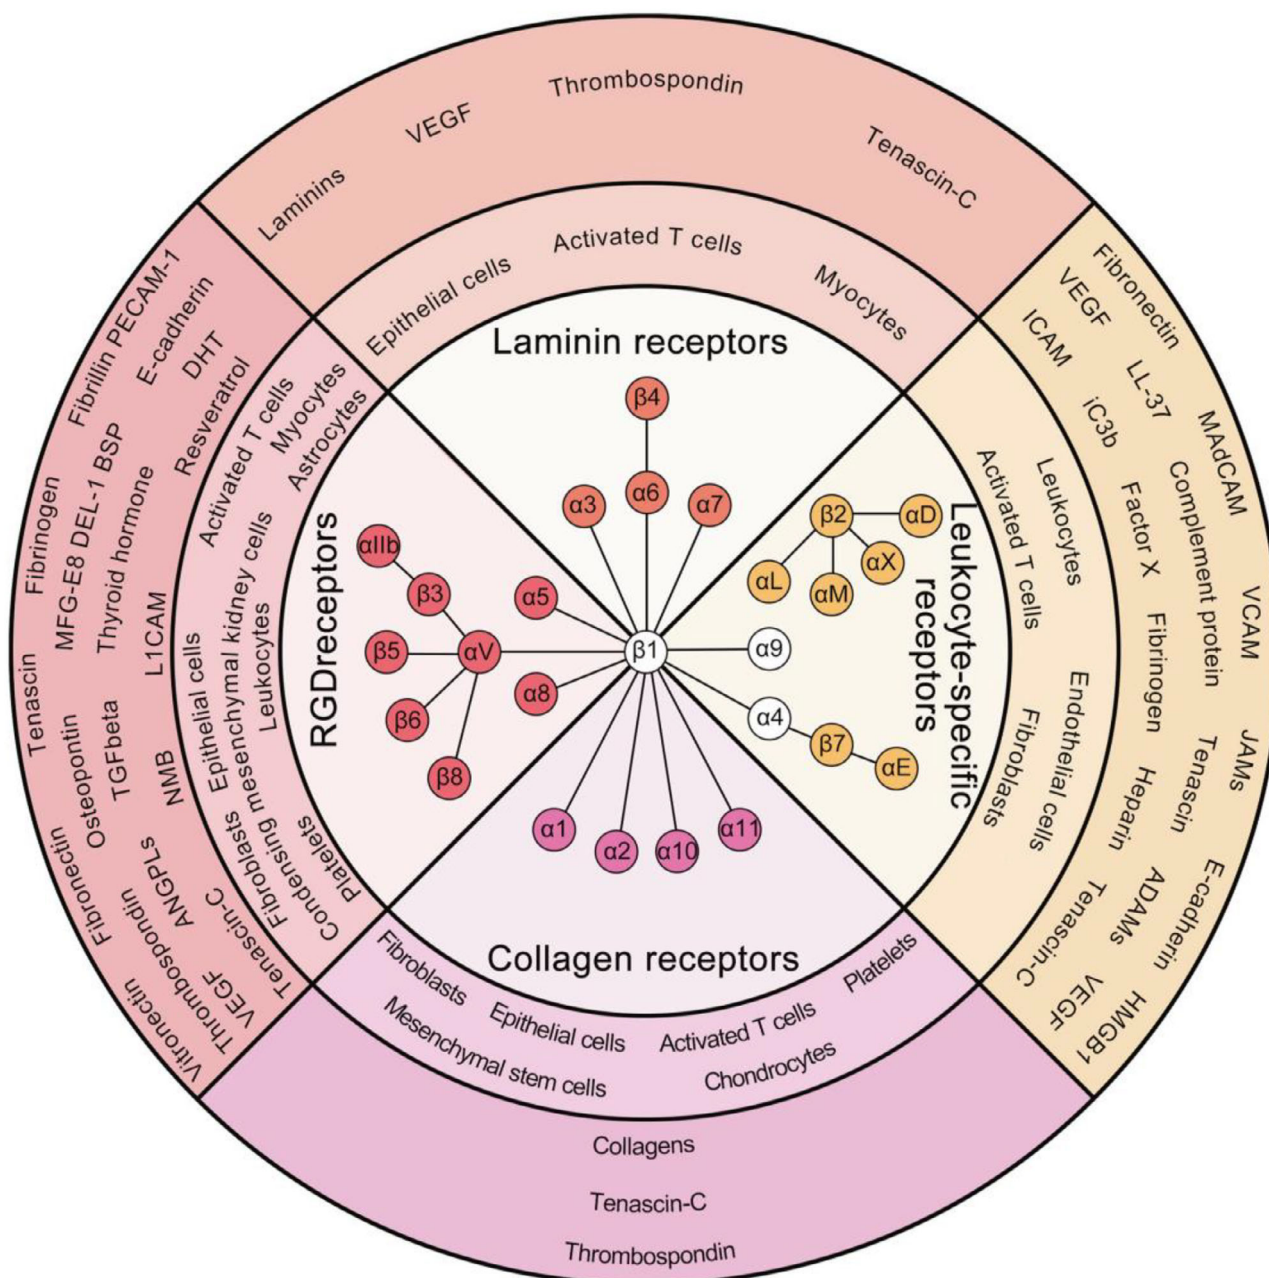 Thrombospondin
VEGF
Tenascin-C
Laminins
Activated T cells
Epithelial cells
Myocytes
Laminin receptors
β4
α3
α6
α7
Fibronectin
VEGF
ICAM
LL-37
iC3b
MAdCAM
Complement protein
Factor X
VCAM
Fibrinogen
JAMs
Tenascin
Heparin
E-cadherin
ADAMs
Tenascin-C
HMGB1
VEGF
Leukocytes
Activated T cells
Endothelial cells
Fibroblasts
Leukocyte-specific
receptors
β2
αD
αX
αL
αM
β1
α9
α4
β7
αE
Collagen receptors
α1
α2
α10
α11
Fibroblasts
Epithelial cells
Activated T cells
Platelets
Mesenchymal stem cells
Chondrocytes
Collagens
Tenascin-C
Thrombospondin
RGDreceptors
αIIb
β3
α5
β5
αV
α8
β6
β8
Activated T cells
Myocytes
Astrocytes
Epithelial cells
Condensing mesenchymal kidney cells
Leukocytes
Fibroblasts
Platelets
Fibrillin PECAM-1
E-cadherin
DHT
Resveratrol
Fibrinogen
MFG-E8 DEL-1 BSP
Thyroid hormone
L1CAM
Tenascin
Osteopontin
TGFbeta
NMB
Fibronectin
ANGPLs
Thrombospondin
Tenascin-C
VEGF
Vitronectin